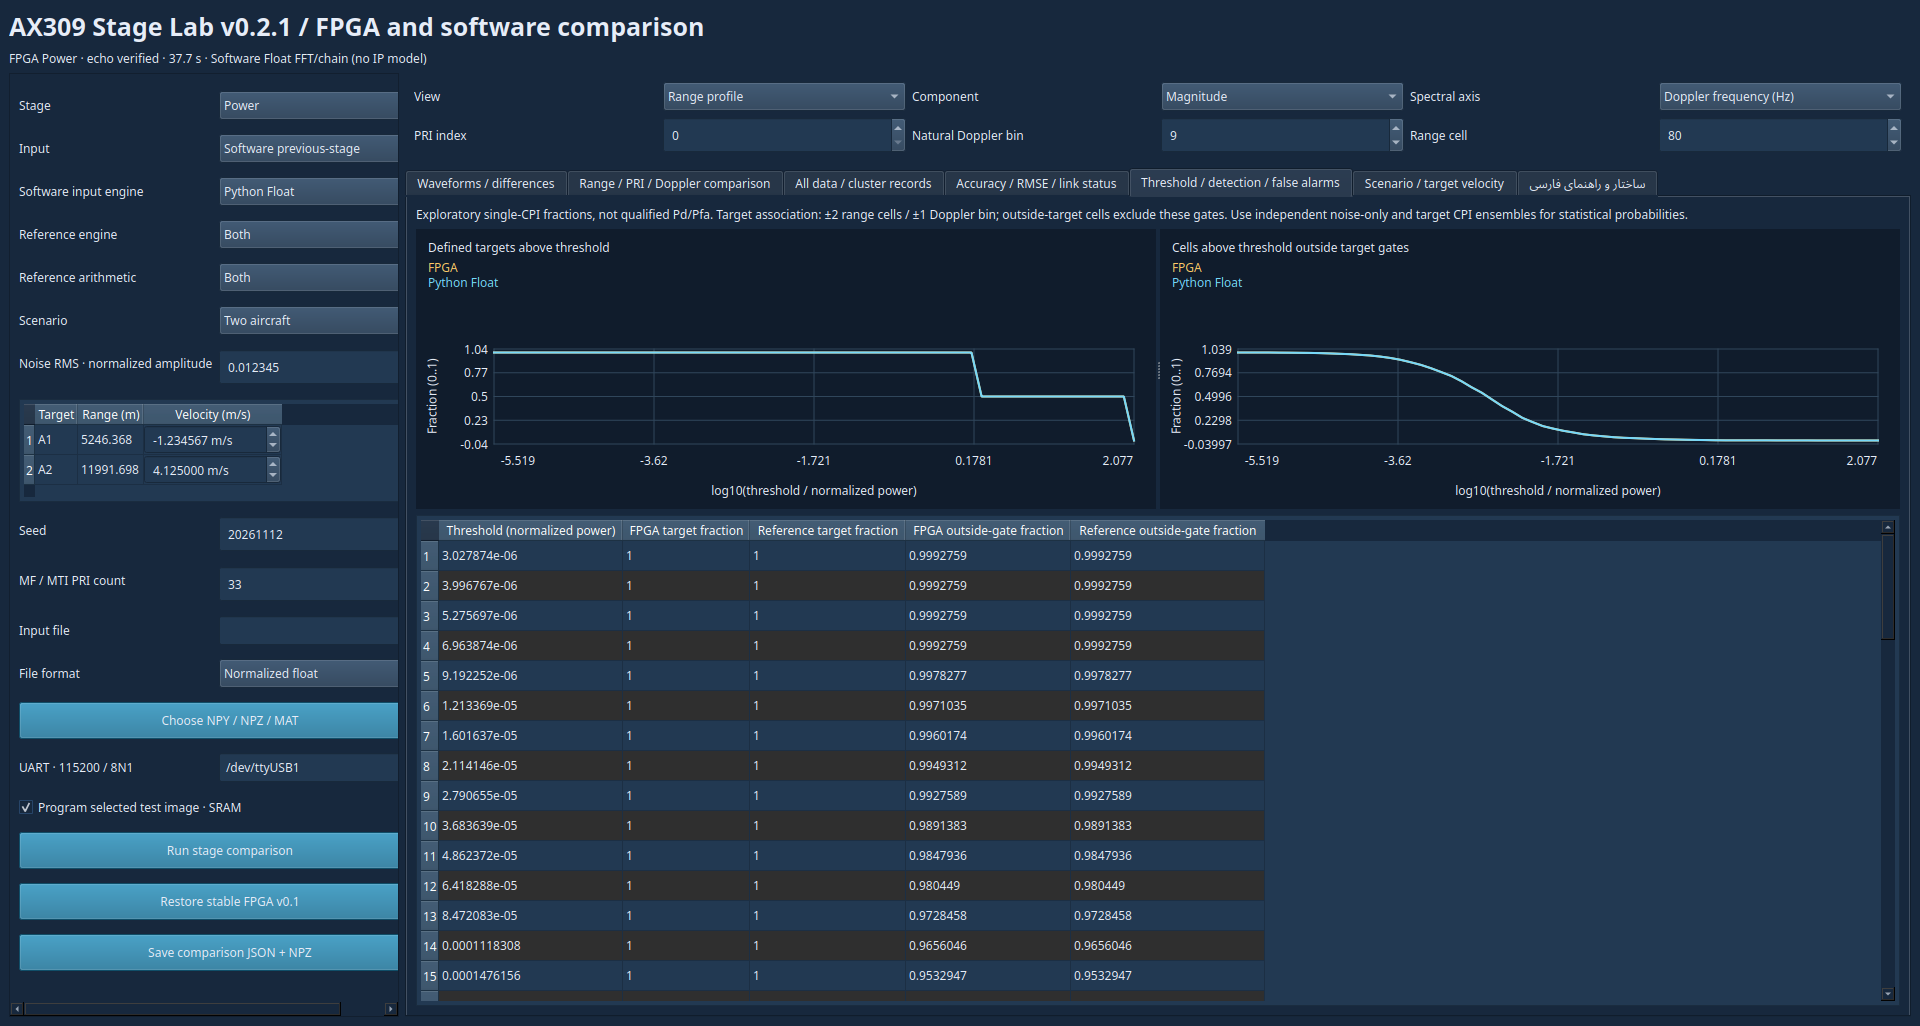 AX309 Stage Lab v0.2.1 / FPGA and software comparison
FPGA Power · echo verified · 37.7 s · Software Float FFT/chain (no IP model)
Stage Power
Input Software previous-stage
Software input engine Python Float
Reference engine Both
Reference arithmetic Both
Scenario Two aircraft
Noise RMS · normalized amplitude 0.012345
Target Range (m) Velocity (m/s)
1 A1 5246.368 -1.234567 m/s
2 A2 11991.698 4.125000 m/s
Seed 20261112
MF / MTI PRI count 33
Input file
File format Normalized float
Choose NPY / NPZ / MAT
UART · 115200 / 8N1 /dev/ttyUSB1
Program selected test image · SRAM
Run stage comparison
Restore stable FPGA v0.1
Save comparison JSON + NPZ
View Range profile Component Magnitude Spectral axis Doppler frequency (Hz)
PRI index 0 Natural Doppler bin 9 Range cell 80
Waveforms / differences Range / PRI / Doppler comparison All data / cluster records Accuracy / RMSE / link status Threshold / detection / false alarms Scenario / target velocity ساختار و راهنمای فارسی
Exploratory single-CPI fractions, not qualified Pd/Pfa. Target association: ±2 range cells / ±1 Doppler bin; outside-target cells exclude these gates. Use independent noise-only and target CPI ensembles for statistical probabilities.
Defined targets above threshold
FPGA
Python Float
Fraction (0..1)
1.04
0.77
0.5
0.23
-0.04
-5.519 -3.62 -1.721 0.1781 2.077
log10(threshold / normalized power)
Cells above threshold outside target gates
FPGA
Python Float
Fraction (0..1)
1.039
0.7694
0.4996
0.2298
-0.03997
-5.519 -3.62 -1.721 0.1781 2.077
log10(threshold / normalized power)
Threshold (normalized power) FPGA target fraction Reference target fraction FPGA outside-gate fraction Reference outside-gate fraction
1 3.027874e-06 1 1 0.9992759 0.9992759
2 3.996767e-06 1 1 0.9992759 0.9992759
3 5.275697e-06 1 1 0.9992759 0.9992759
4 6.963874e-06 1 1 0.9992759 0.9992759
5 9.192252e-06 1 1 0.9978277 0.9978277
6 1.213369e-05 1 1 0.9971035 0.9971035
7 1.601637e-05 1 1 0.9960174 0.9960174
8 2.114146e-05 1 1 0.9949312 0.9949312
9 2.790655e-05 1 1 0.9927589 0.9927589
10 3.683639e-05 1 1 0.9891383 0.9891383
11 4.862372e-05 1 1 0.9847936 0.9847936
12 6.418288e-05 1 1 0.980449 0.980449
13 8.472083e-05 1 1 0.9728458 0.9728458
14 0.0001118308 1 1 0.9656046 0.9656046
15 0.0001476156 1 1 0.9532947 0.9532947